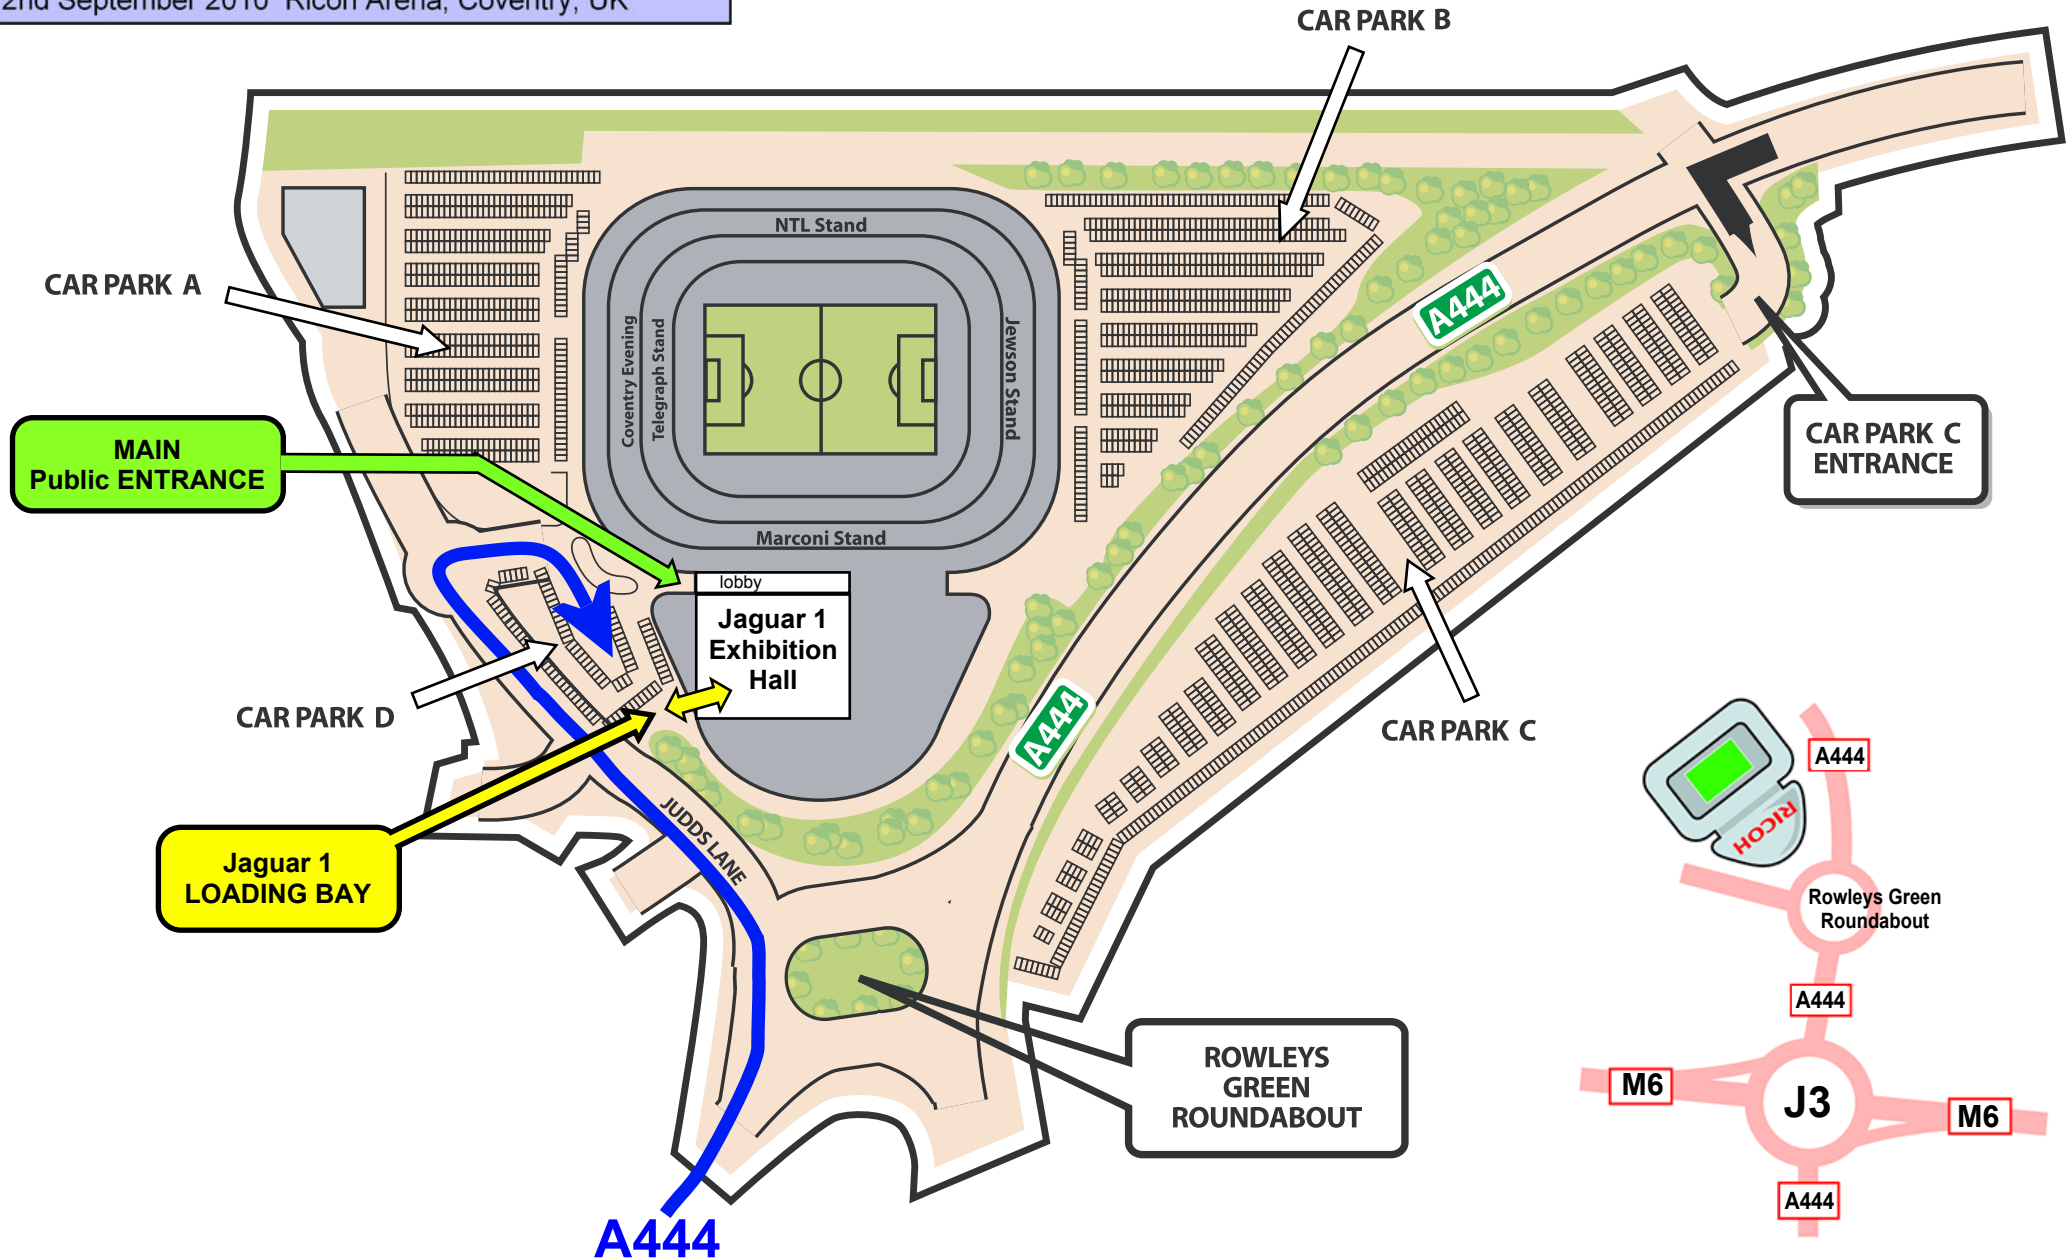 2nd September 2010 Ricoh Arena, Coventry, UK
CAR PARK B
CAR PARK A
NTL Stand
Coventry Evening
Telegraph Stand
Jewson Stand
Marconi Stand
A444
MAIN
Public ENTRANCE
CAR PARK C
ENTRANCE
lobby
Jaguar 1
Exhibition
Hall
CAR PARK D
A444
CAR PARK C
JUDDS LANE
Jaguar 1
LOADING BAY
ROWLEYS
GREEN
ROUNDABOUT
A444
A444
RICOH
Rowleys Green
Roundabout
A444
M6
J3
M6
A444